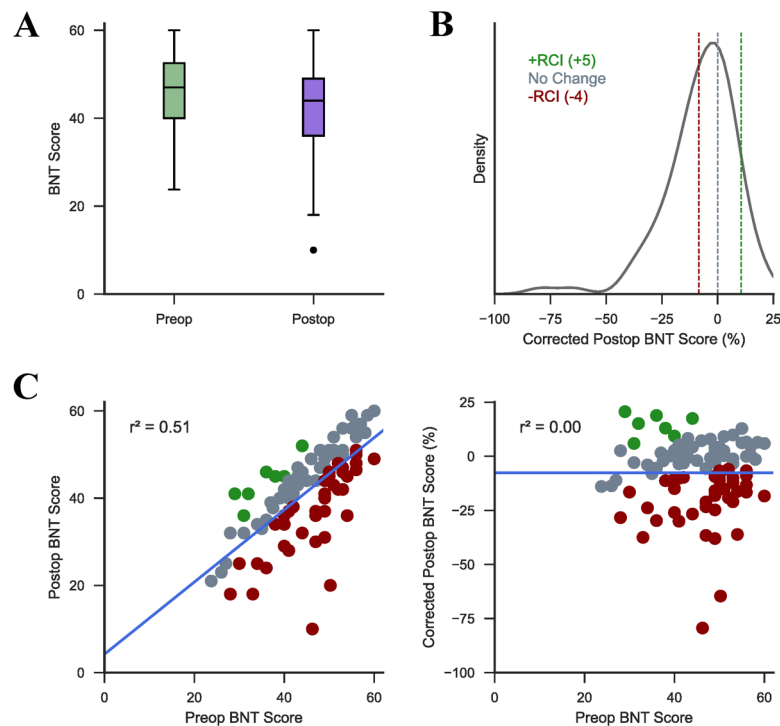 A
60
40
20
0
BNT Score
Preop
Postop
B
+RCI (+5)
No Change
-RCI (-4)
Density
−100
−75
−50
−25
0
25
Corrected Postop BNT Score (%)
C
r² = 0.51
60
40
20
0
Postop BNT Score
0
20
40
60
Preop BNT Score
r² = 0.00
25
0
−25
−50
−75
−100
Corrected Postop BNT Score (%)
0
20
40
60
Preop BNT Score